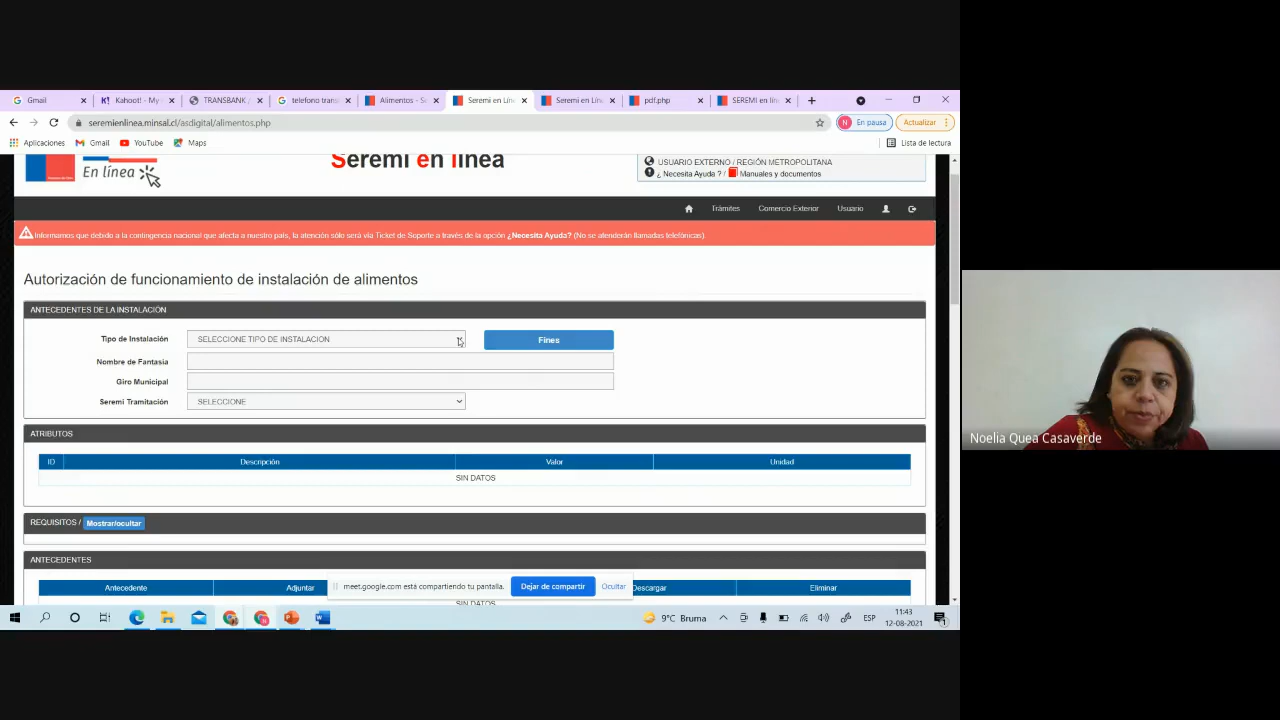 Gmail
Kahoot! - My
TRANSBANK
telefono trans
Alimentos - S
Seremi en Lín
Seremi en Lín
pdf.php
SEREMI en lín
seremienlinea.minsal.cl/asdigital/alimentos.php
N
En pausa
Actualizar
Aplicaciones
Gmail
YouTube
Maps
Lista de lectura
En línea
Seremi en línea
USUARIO EXTERNO / REGIÓN METROPOLITANA
¿ Necesita Ayuda ? / Manuales y documentos
Trámites
Comercio Exterior
Usuario
Informamos que debido a la contingencia nacional que afecta a nuestro país, la atención sólo será vía Ticket de Soporte a través de la opción ¿Necesita Ayuda? (No se atenderán llamadas telefónicas)
Autorización de funcionamiento de instalación de alimentos
ANTECEDENTES DE LA INSTALACIÓN
Tipo de Instalación
SELECCIONE TIPO DE INSTALACION
Fines
Nombre de Fantasía
Giro Municipal
Seremi Tramitación
SELECCIONE
ATRIBUTOS
ID
Descripción
Valor
Unidad
SIN DATOS
REQUISITOS / Mostrar/ocultar
ANTECEDENTES
Antecedente
Adjuntar
Descargar
Eliminar
SIN DATOS
meet.google.com está compartiendo tu pantalla.
Dejar de compartir
Ocultar
9°C Bruma
ESP
11:43
12-08-2021
Noelia Quea Casaverde